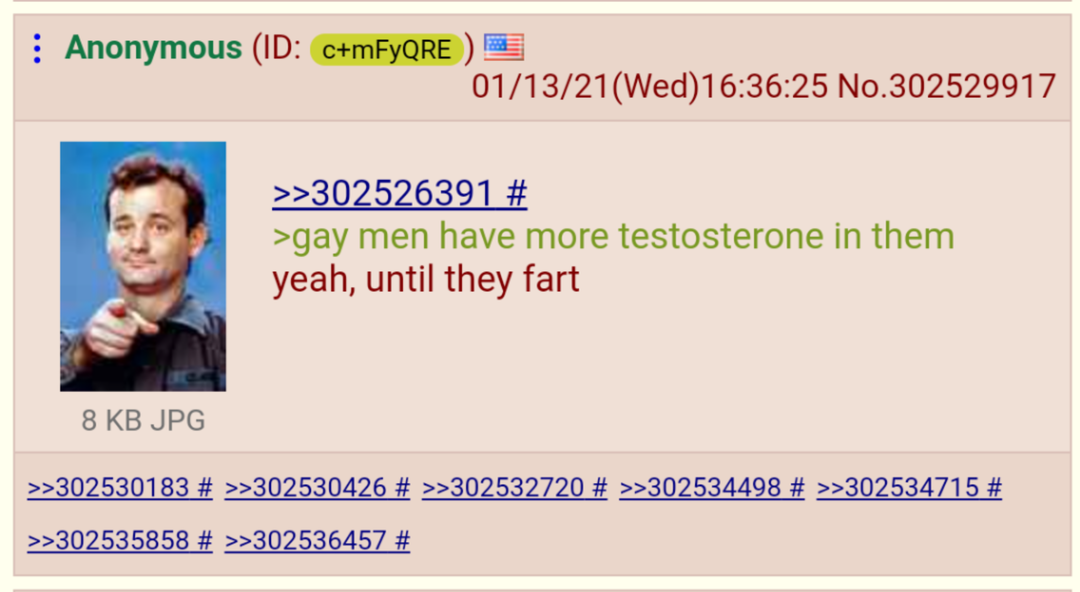 Anonymous (ID: c+mFyQRE)
01/13/21(Wed)16:36:25 No.302529917
>>302526391 #
>gay men have more testosterone in them
yeah, until they fart
8 KB JPG
>>302530183 # >>302530426 # >>302532720 # >>302534498 # >>302534715 #
>>302535858 # >>302536457 #